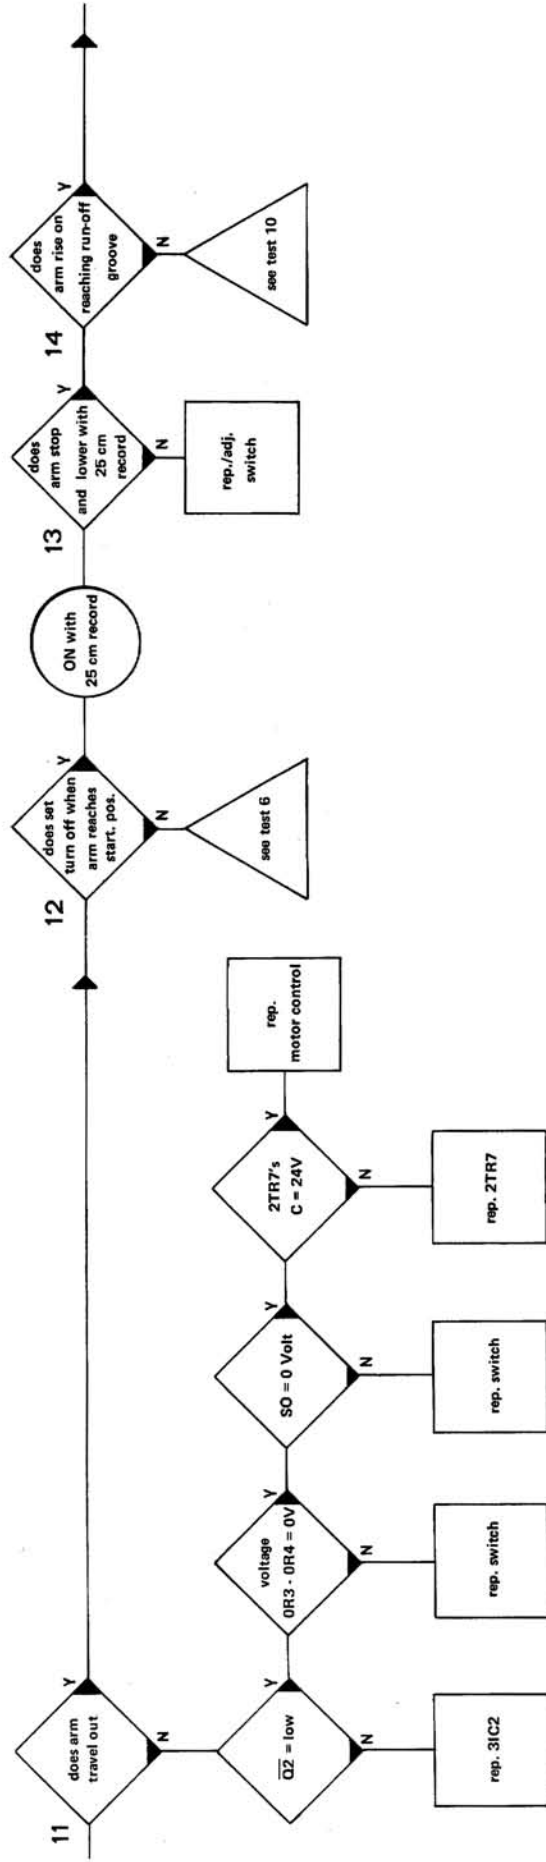 11
does arm
travel out
Y
N
Q2 = low
Y
N
rep. 3IC2
voltage
0R3 - 0R4 = 0V
Y
N
rep. switch
SO = 0 Volt
Y
N
rep. switch
2TR7's
C = 24V
Y
N
rep. 2TR7
rep.
motor control
12
does set
turn off when
arm reaches
start. pos.
Y
N
see test 6
ON with
25 cm record
13
does
arm stop
and lower with
25 cm
record
Y
N
rep./adj.
switch
14
does
arm rise on
reaching run-off
groove
Y
N
see test 10